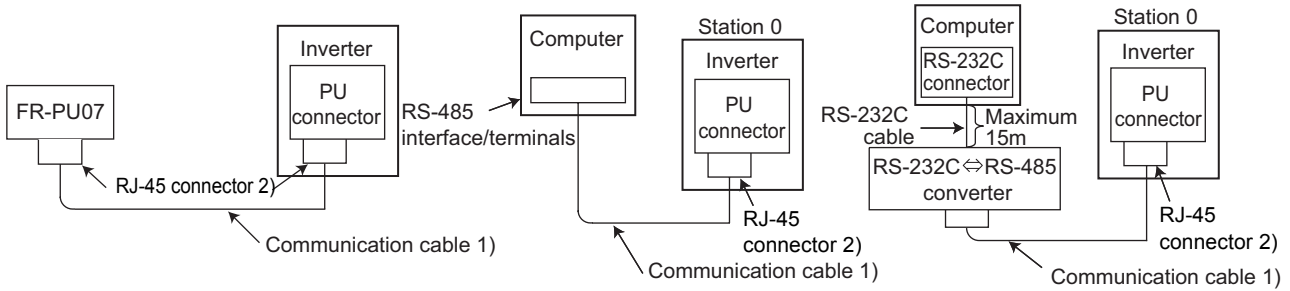 FR-PU07
Inverter
PU
connector
RJ-45 connector 2)
Communication cable 1)
Computer
RS-485
interface/terminals
Station 0
Inverter
PU
connector
RJ-45
connector 2)
Communication cable 1)
Computer
RS-232C
connector
RS-232C
cable
Maximum
15m
RS-232C⇔RS-485
converter
Station 0
Inverter
PU
connector
RJ-45
connector 2)
Communication cable 1)